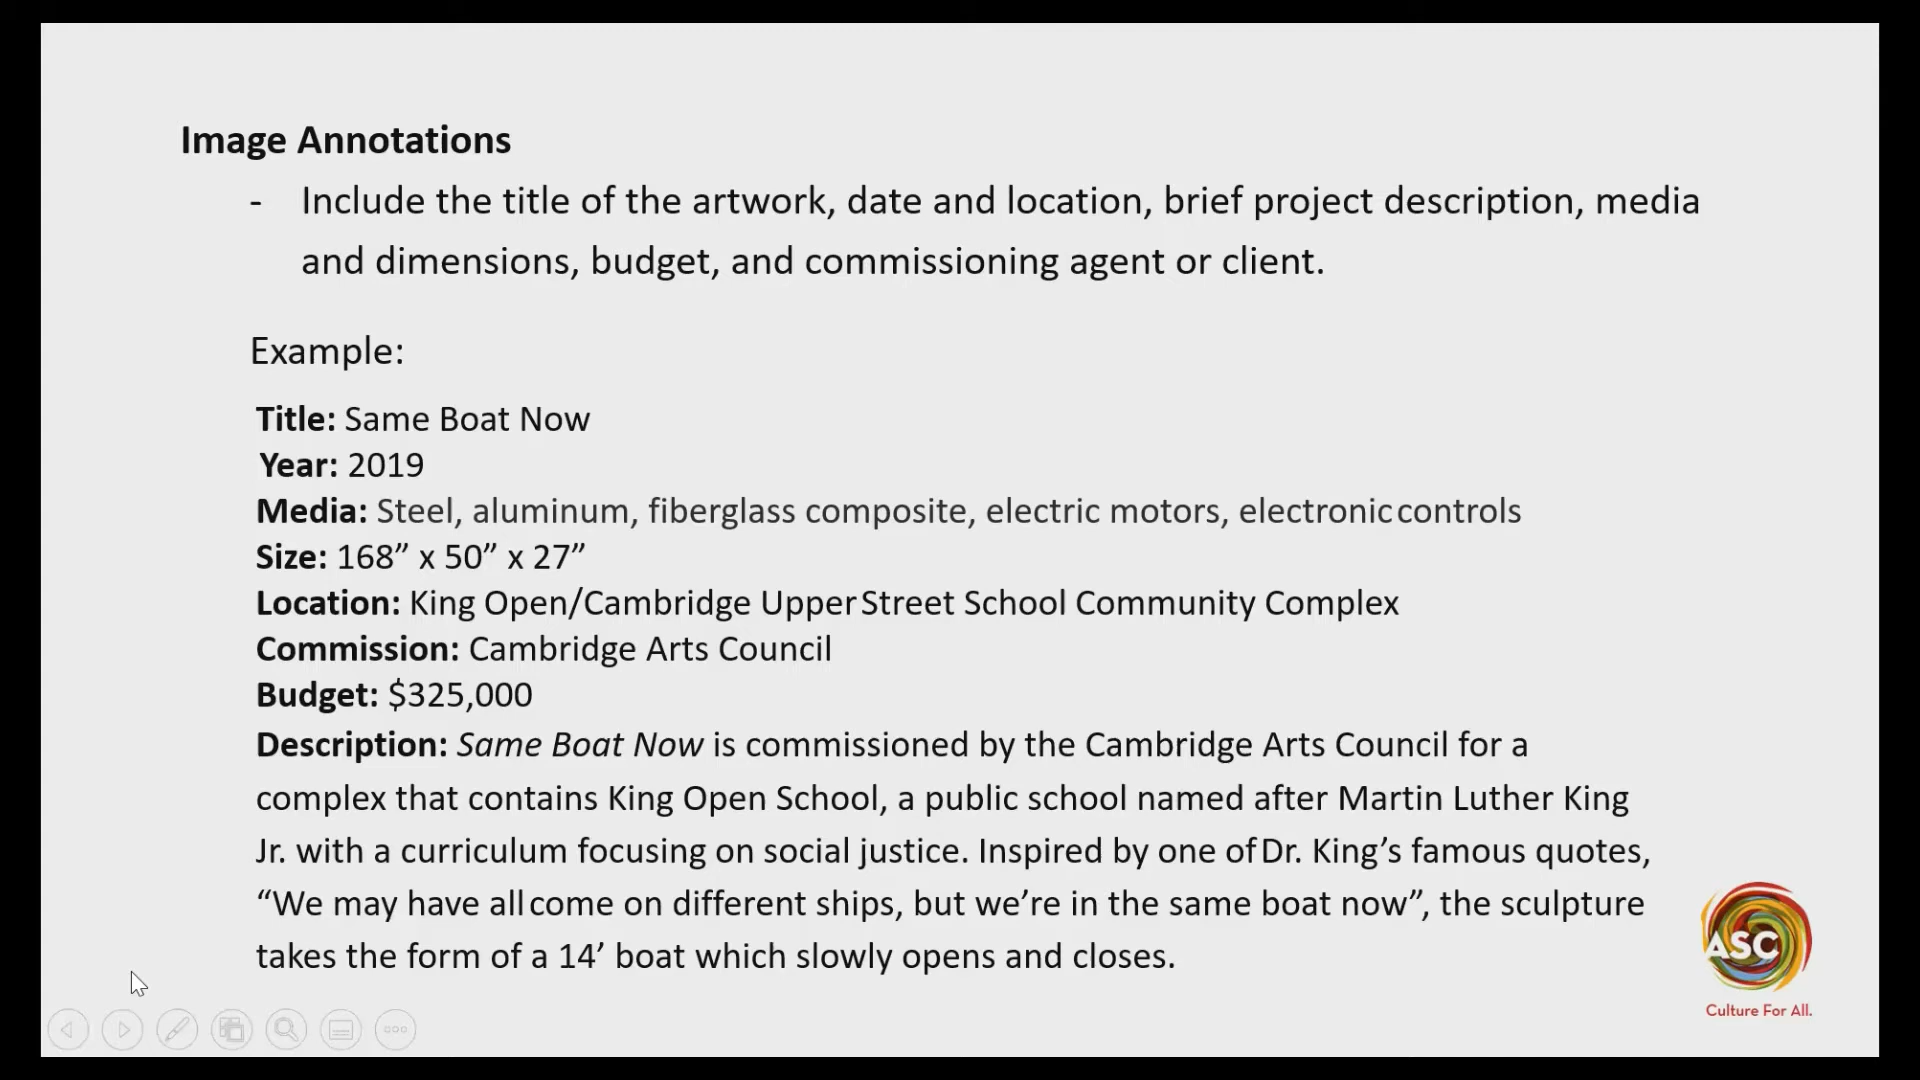 Image Annotations
- Include the title of the artwork, date and location, brief project description, media
and dimensions, budget, and commissioning agent or client.
Example:
Title: Same Boat Now
Year: 2019
Media: Steel, aluminum, fiberglass composite, electric motors, electronic controls
Size: 168” x 50” x 27”
Location: King Open/Cambridge Upper Street School Community Complex
Commission: Cambridge Arts Council
Budget: $325,000
Description: Same Boat Now is commissioned by the Cambridge Arts Council for a
complex that contains King Open School, a public school named after Martin Luther King
Jr. with a curriculum focusing on social justice. Inspired by one of Dr. King’s famous quotes,
“We may have all come on different ships, but we’re in the same boat now”, the sculpture
takes the form of a 14’ boat which slowly opens and closes.
ASC
Culture For All.